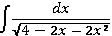 ∫ dx / √(4 − 2x − 2x²)